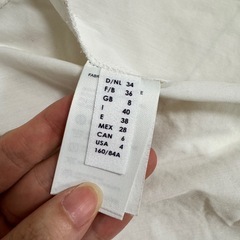 D/NL 34
F/B 36
GB 8
I 40
E 38
MEX 28
CAN 6
USA 4
160/84A